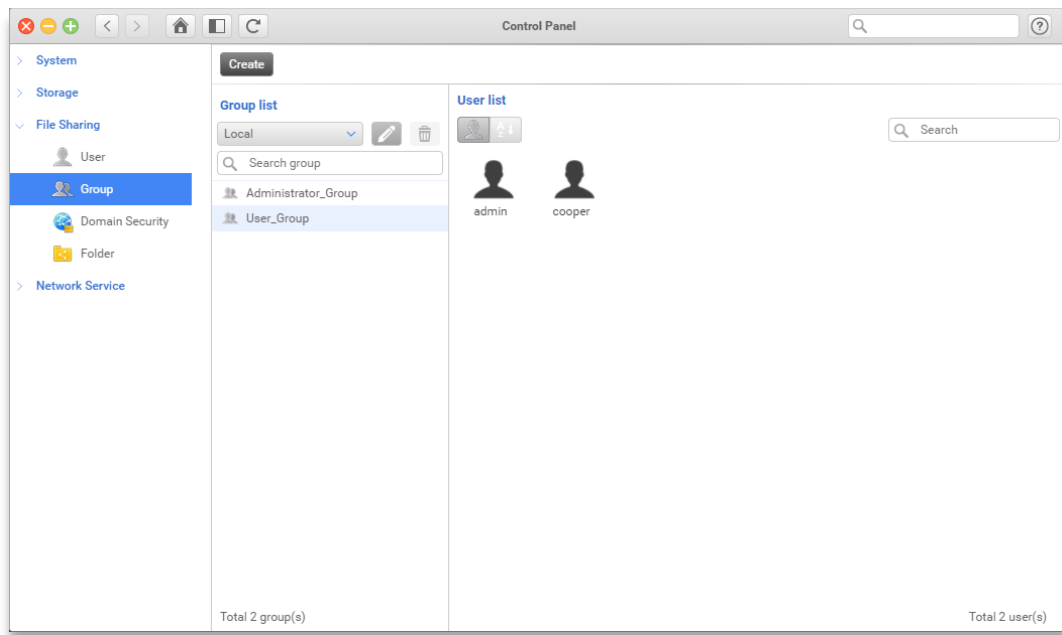 Control Panel
System
Storage
File Sharing
User
Group
Domain Security
Folder
Network Service
Create
Group list
Local
Search group
Administrator_Group
User_Group
Total 2 group(s)
User list
Search
admin
cooper
Total 2 user(s)